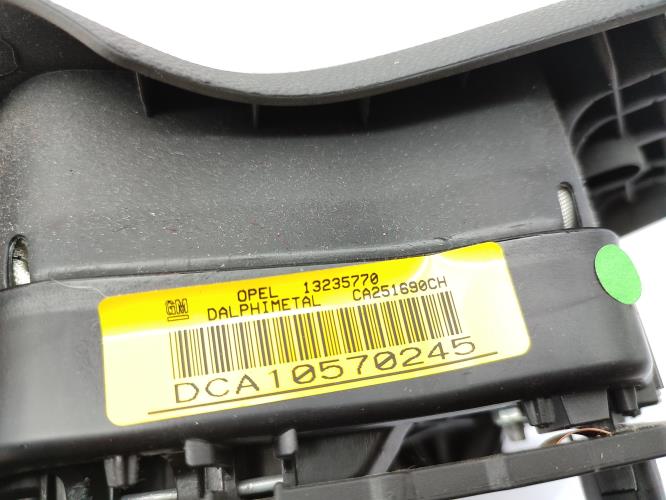 OPEL 13235770
GM DALPHIMETAL CA251690CH
DCA10570245